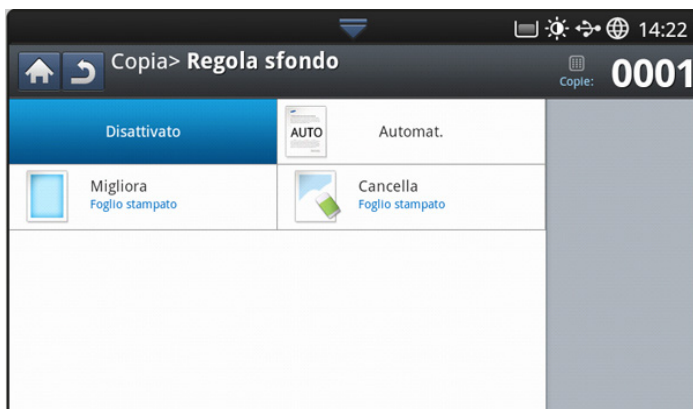 14:22
Copia> Regola sfondo
Copie: 0001
Disattivato
AUTO Automat.
Migliora
Foglio stampato
Cancella
Foglio stampato